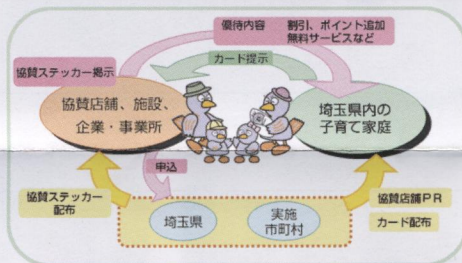 優待内容 割引、ポイント追加
無料サービスなど
カード提示
協賛ステッカー掲示
協賛店舗、施設、
企業・事業所
埼玉県内の
子育て家庭
申込
協賛ステッカー
配布
埼玉県
実施
市町村
協賛店舗PR
カード配布